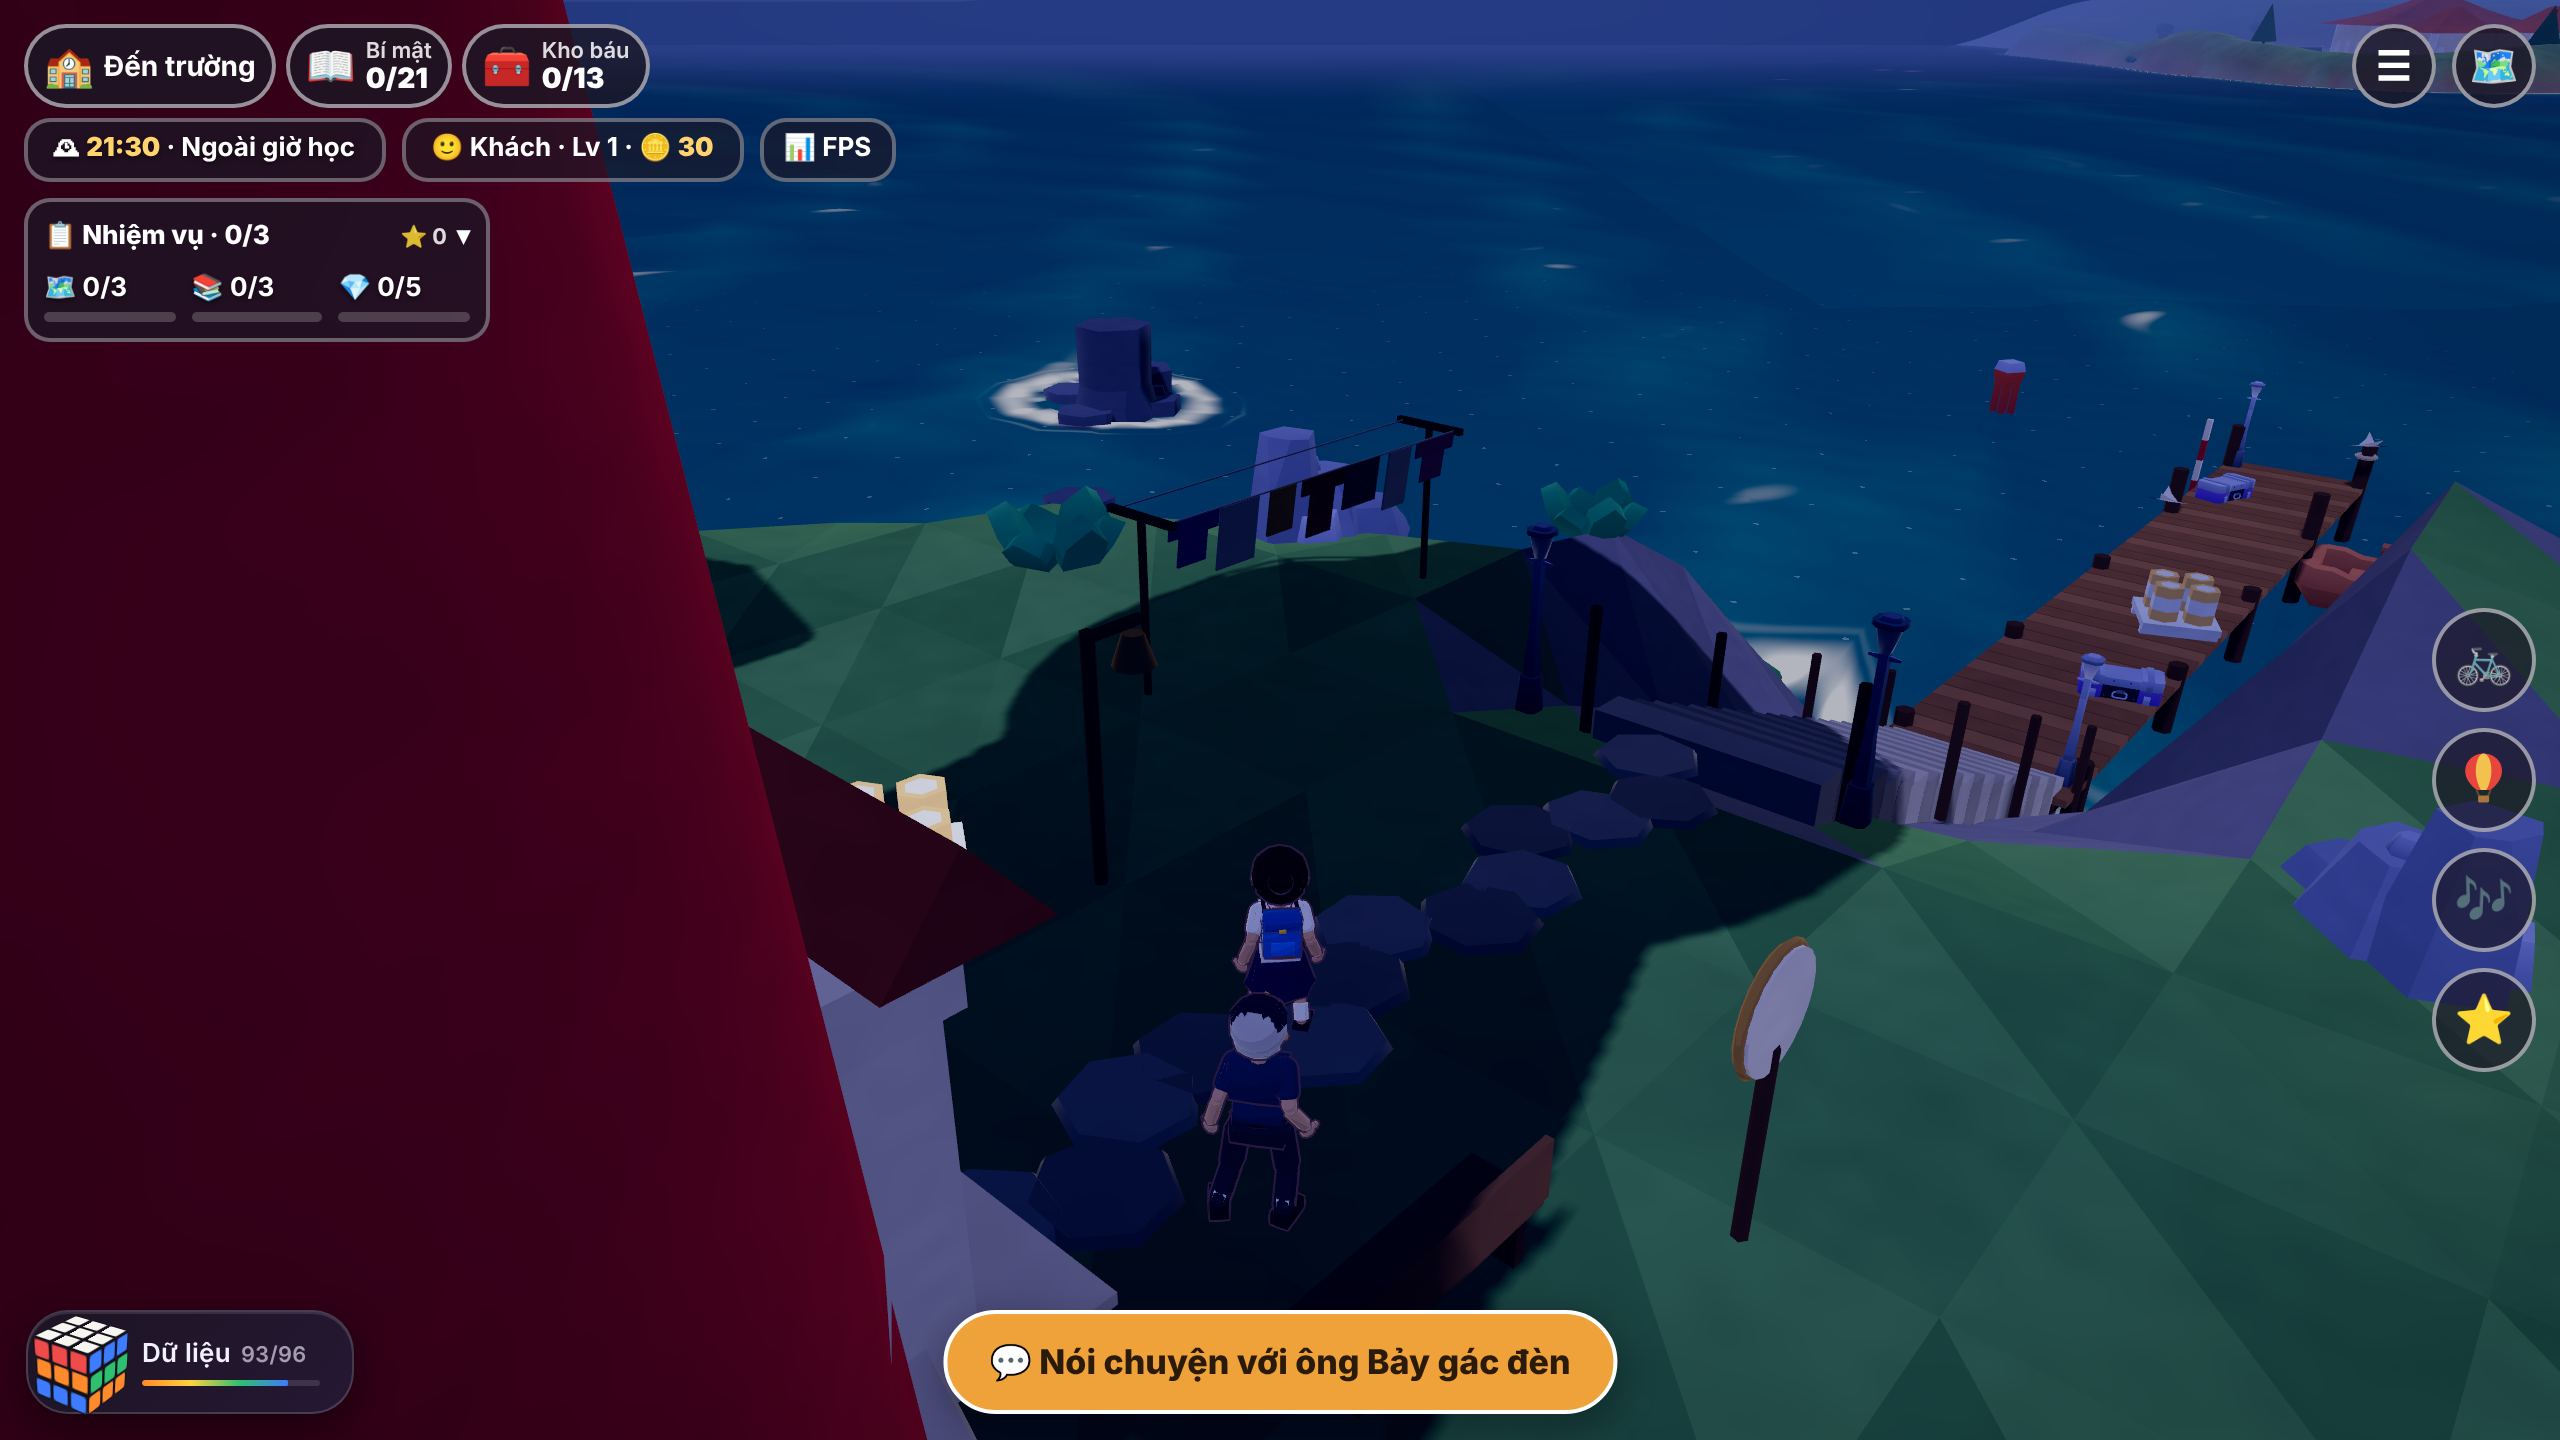 Đến trường
Bí mật
0/21
Kho báu
0/13
21:30 · Ngoài giờ học
Khách · Lv 1 · 30
FPS
Nhiệm vụ · 0/3
0
0/3
0/3
0/5
Dữ liệu 93/96
Nói chuyện với ông Bảy gác đèn